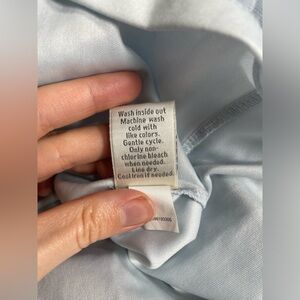 Wash inside out
Machine wash
cold with
like colors.
Gentle cycle.
Only non-
chlorine bleach
when needed.
Line dry.
Cool iron if needed.